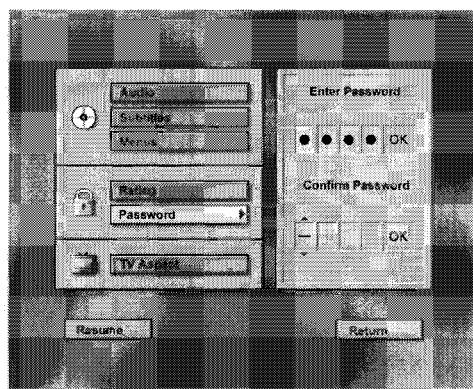 Audio
Subtitles
Menus
Rating
Password
TV Aspect
Enter Password
OK
Confirm Password
OK
Resume
Return